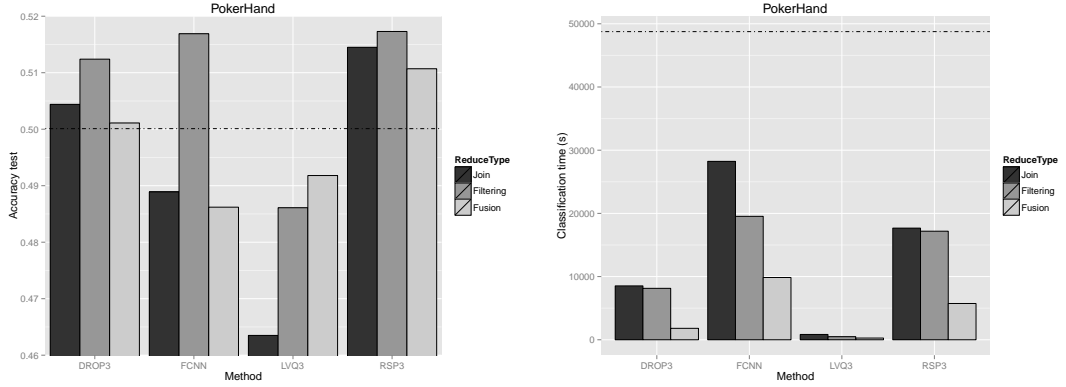 PokerHand
0.52
0.51
0.50
0.49
0.48
0.47
0.46
Accuracy test
DROP3 FCNN LVQ3 RSP3
Method
ReduceType
Join
Filtering
Fusion
PokerHand
50000
40000
30000
20000
10000
0
Classification time (s)
DROP3 FCNN LVQ3 RSP3
Method
ReduceType
Join
Filtering
Fusion